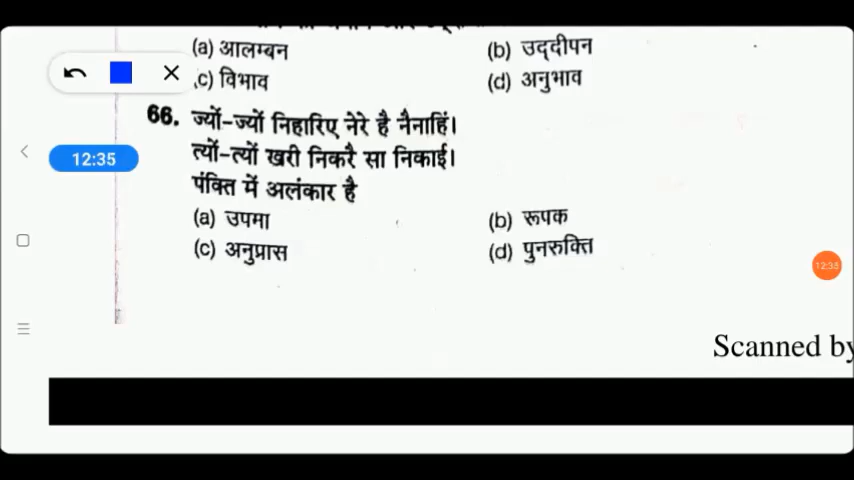 (a) आलम्बन
(b) उद्दीपन
c) विभाव
(d) अनुभाव
66. ज्यों-ज्यों निहारिए नेरे है नैनाहिं।
त्यों-त्यों खरी निकरै सा निकाई।
पंक्ति में अलंकार है
(a) उपमा
(b) रूपक
(c) अनुप्रास
(d) पुनरुक्ति
12:35
12:35
Scanned by